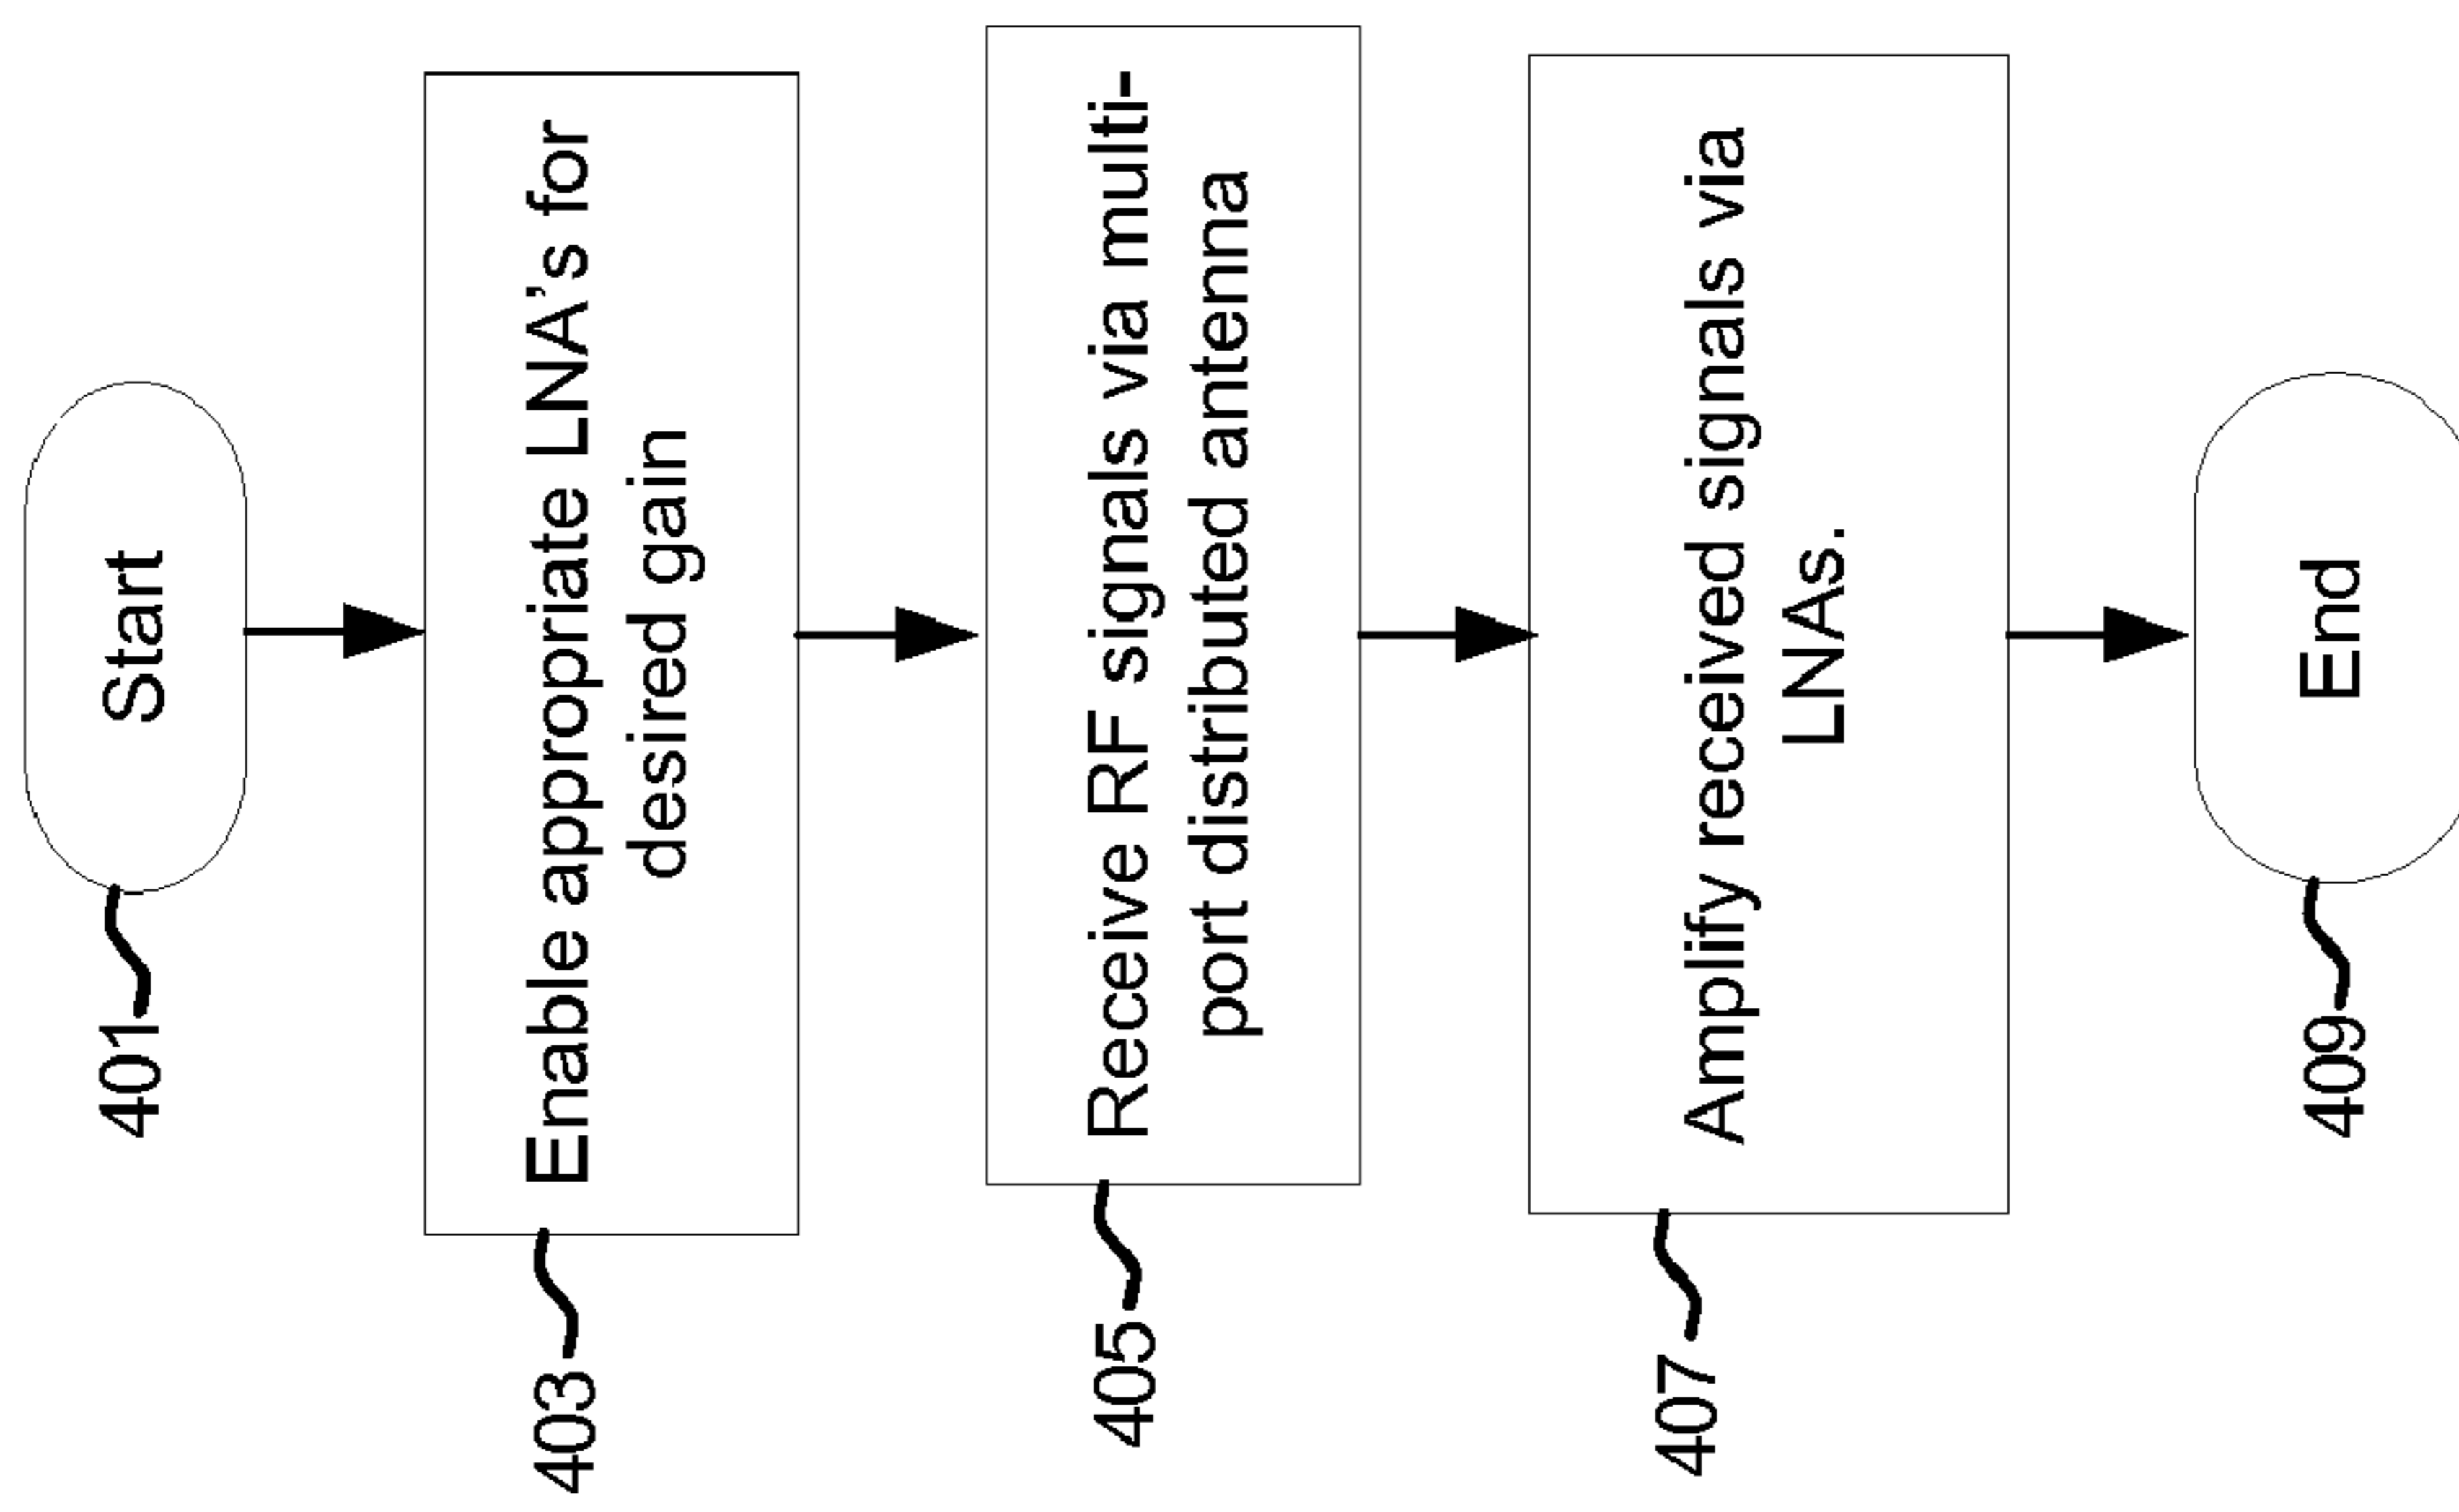 Start
401
Enable appropriate LNA's for
desired gain
403
Receive RF signals via multi-
port distributed antenna
405
Amplify received signals via
LNAs.
407
End
409